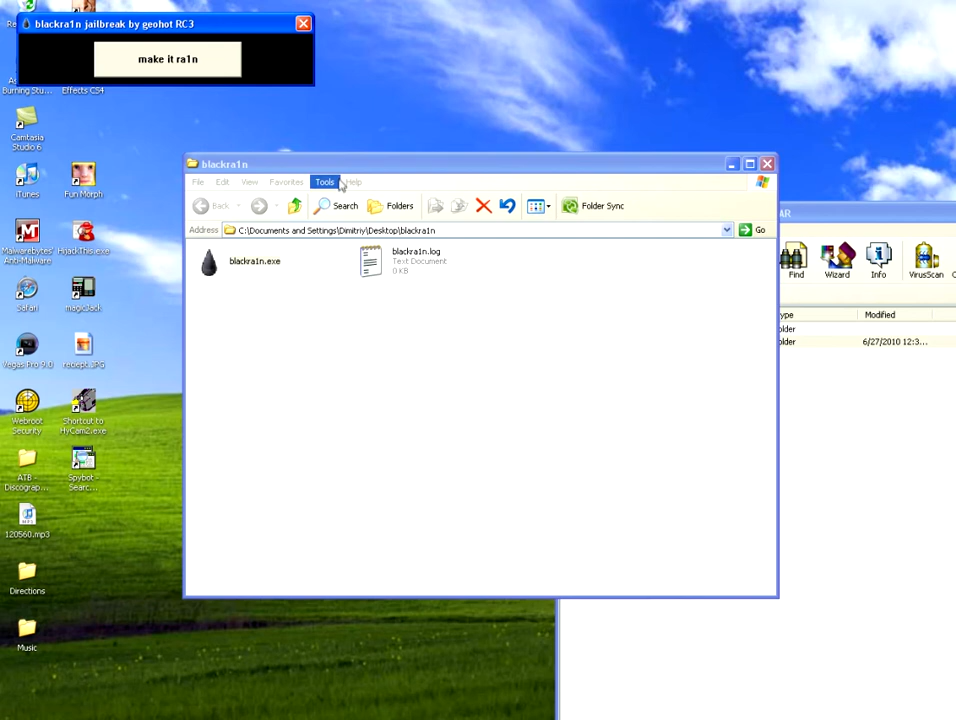 blackra1n jailbreak by geohot RC3
make it ra1n
Burning Stu...
Effects CS4
Camtasia
Studio 6
iTunes
Fun Morph
Malwarebytes'
Anti-Malware
HijackThis.exe
Safari
magicJack
Vegas Pro 9.0
reciept.JPG
Webroot
Security
Shortcut to
HyCam2.exe
ATB -
Discograp...
Spybot -
Searc...
120560.mp3
Directions
Music
blackra1n
File Edit View Favorites Tools Help
Back Search Folders Folder Sync
Address C:\Documents and Settings\Dimitriy\Desktop\blackra1n Go
blackra1n.exe
blackra1n.log
Text Document
0 KB
AR
Find Wizard Info VirusScan
ype Modified
older
older 6/27/2010 12:3...